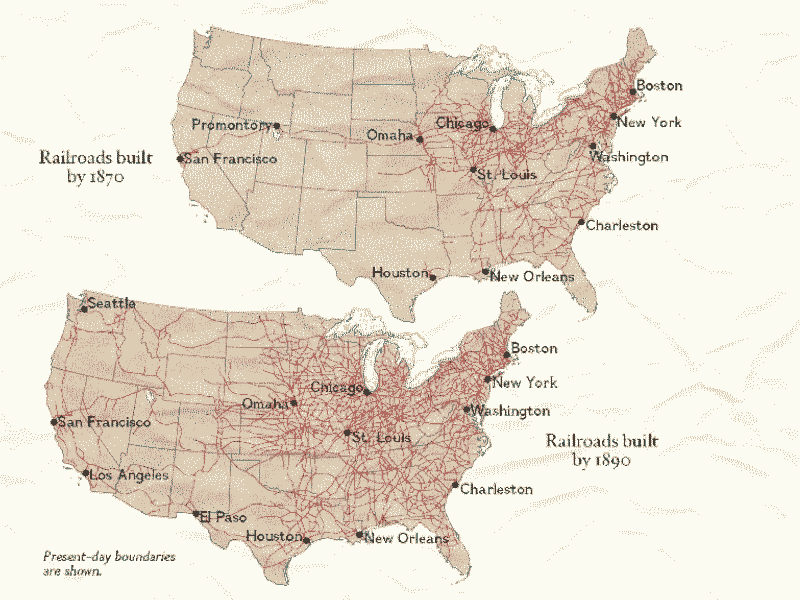 Boston
New York
Washington
Promontory
Omaha
Chicago
Railroads built
by 1870
San Francisco
St. Louis
Charleston
Houston
New Orleans
Seattle
Boston
Chicago
New York
Omaha
Washington
San Francisco
St. Louis
Railroads built
by 1890
Los Angeles
Charleston
El Paso
Houston
New Orleans
Present-day boundaries
are shown.